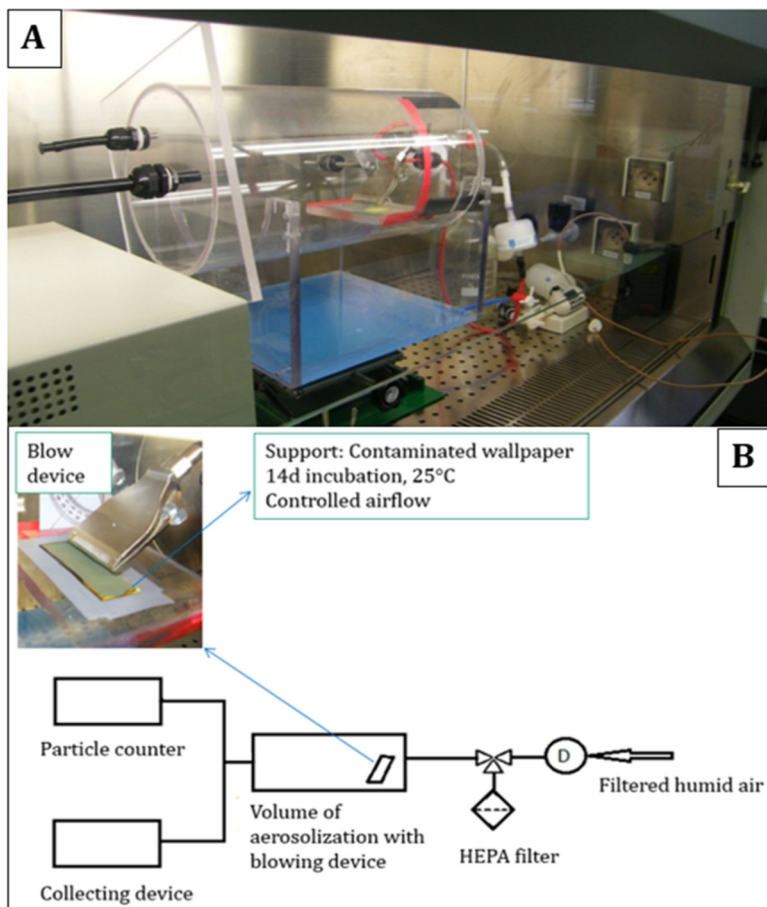 A
Blow
device
Support: Contaminated wallpaper
14d incubation, 25°C
Controlled airflow
B
Particle counter
Collecting device
Volume of
aerosolization with
blowing device
HEPA filter
D
Filtered humid air